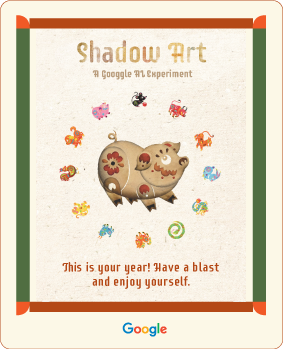 Shadow Art
A Google AI Experiment
This is your year! Have a blast
and enjoy yourself.
Google